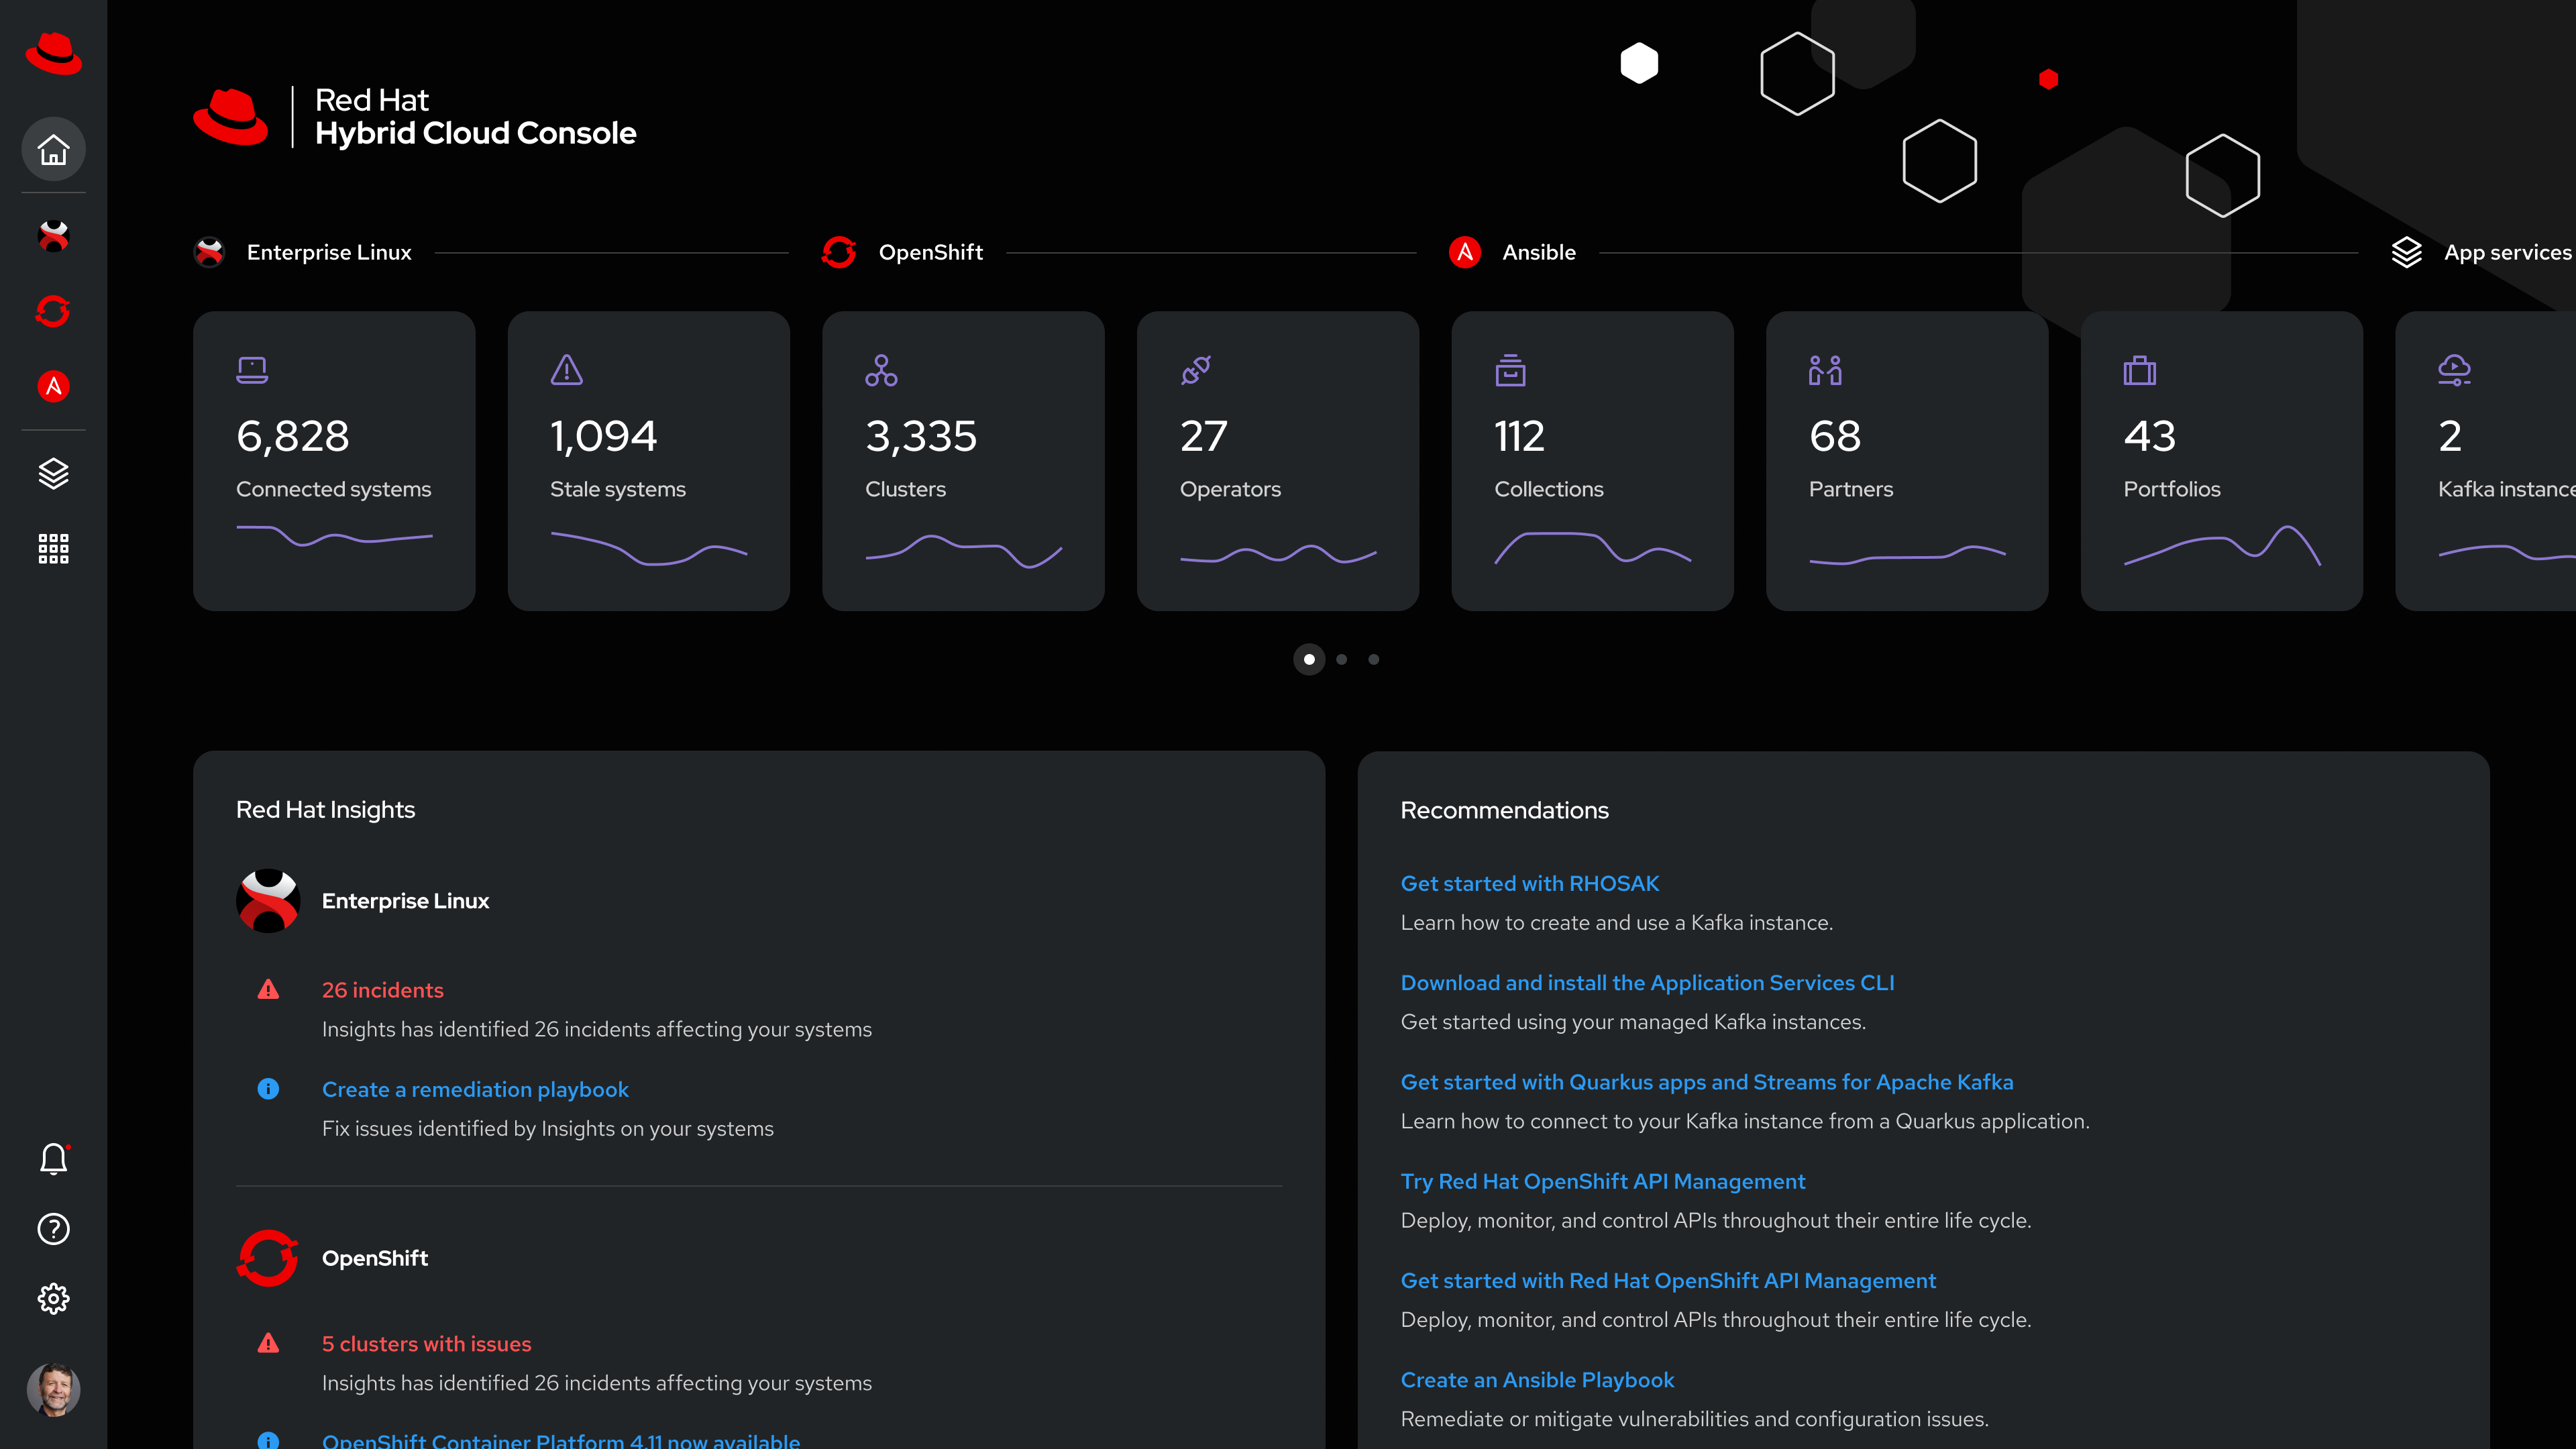 Red Hat
Hybrid Cloud Console
Enterprise Linux
OpenShift
Ansible
App services
6,828
Connected systems
1,094
Stale systems
3,335
Clusters
27
Operators
112
Collections
68
Partners
43
Portfolios
2
Kafka instance
Red Hat Insights
Enterprise Linux
26 incidents
Insights has identified 26 incidents affecting your systems
Create a remediation playbook
Fix issues identified by Insights on your systems
OpenShift
5 clusters with issues
Insights has identified 26 incidents affecting your systems
OpenShift Container Platform 4.11 now available
Recommendations
Get started with RHOSAK
Learn how to create and use a Kafka instance.
Download and install the Application Services CLI
Get started using your managed Kafka instances.
Get started with Quarkus apps and Streams for Apache Kafka
Learn how to connect to your Kafka instance from a Quarkus application.
Try Red Hat OpenShift API Management
Deploy, monitor, and control APIs throughout their entire life cycle.
Get started with Red Hat OpenShift API Management
Deploy, monitor, and control APIs throughout their entire life cycle.
Create an Ansible Playbook
Remediate or mitigate vulnerabilities and configuration issues.